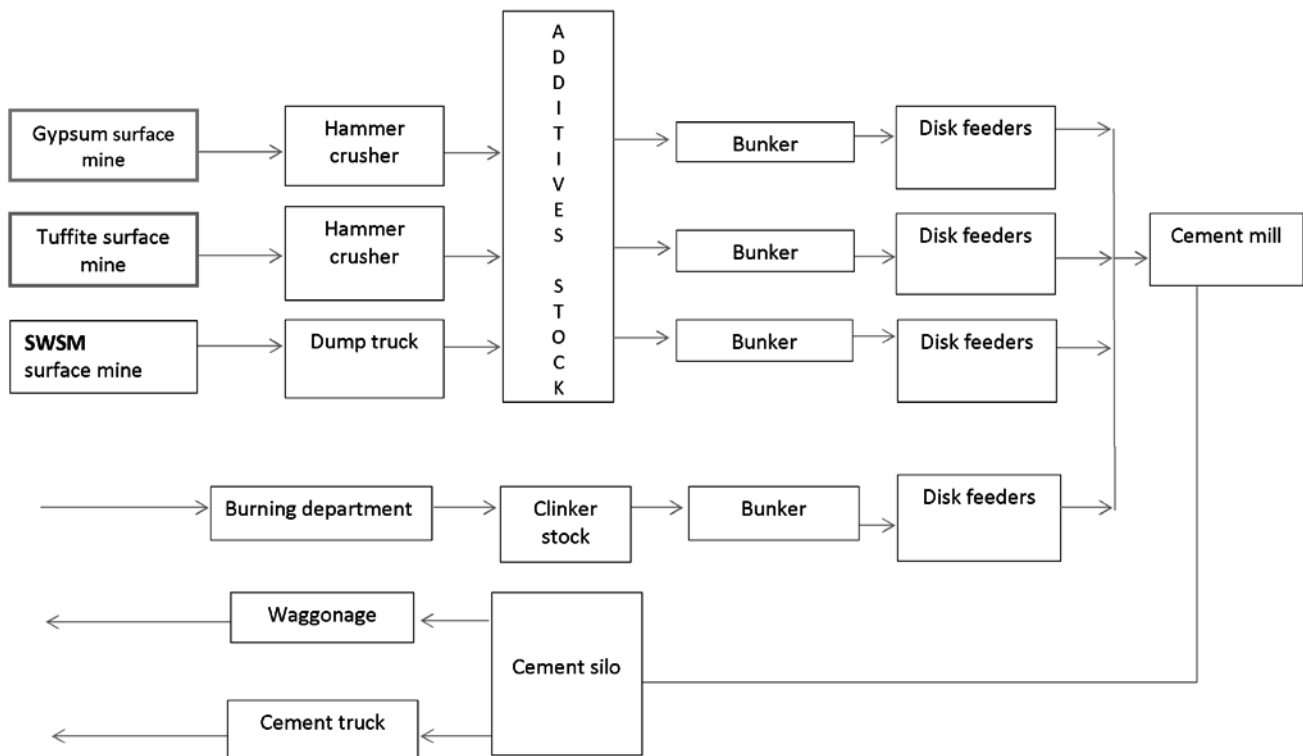 Gypsum surface
mine
Hammer
crusher
A
D
D
I
T
I
V
E
S
S
T
O
C
K
Bunker
Disk feeders
Tuffite surface
mine
Hammer
crusher
Bunker
Disk feeders
Cement mill
SWSM
surface mine
Dump truck
Bunker
Disk feeders
Burning department
Clinker
stock
Bunker
Disk feeders
Waggonage
Cement silo
Cement truck